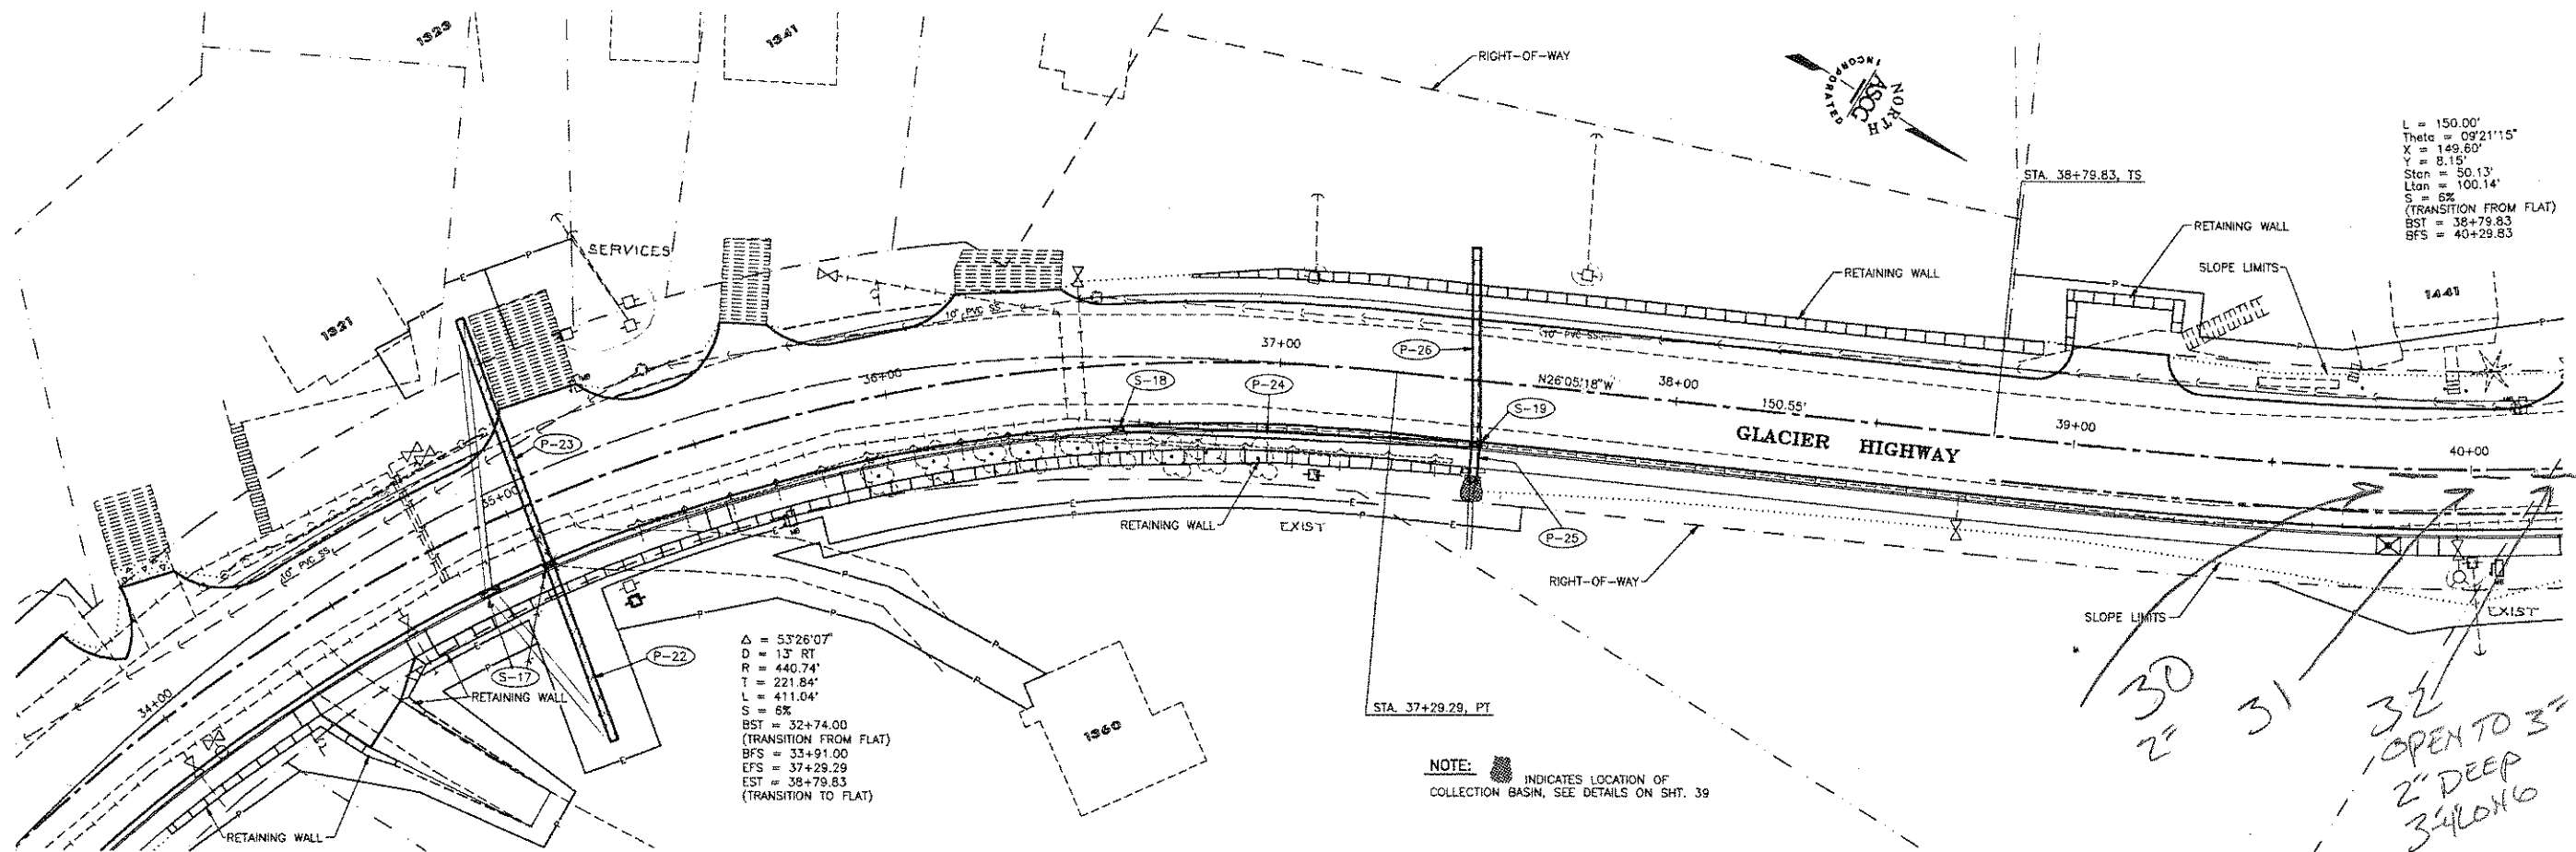 1323
1341
RIGHT-OF-WAY
NORTH
ASCG
INCORPORATED
L = 150.00'
Theta = 09°21'15"
X = 149.60'
Y = 8.15'
Stan = 50.13'
Ltan = 100.14'
S = 6%
(TRANSITION FROM FLAT)
BST = 38+79.83
BFS = 40+29.83
STA. 38+79.83, TS
RETAINING WALL
SLOPE LIMITS
SERVICES
E
P
RETAINING WALL
P
1441
1321
10" PVC SS
10" PVC SS
37+00
P-26
36+00
S-18
P-24
N26°05'18"W
38+00
150.55'
S-19
GLACIER HIGHWAY
39+00
40+00
P-23
35+00
10" PVC SS
RETAINING WALL
EXIST
E
P
E
P
P-25
RIGHT-OF-WAY
SLOPE LIMITS
EXIST
P-22
S-17
RETAINING WALL
34+00
Δ = 53°26'07"
D = 13° RT
R = 440.74'
T = 221.84'
L = 411.04'
S = 6%
BST = 32+74.00
(TRANSITION FROM FLAT)
BFS = 33+91.00
EFS = 37+29.29
EST = 38+79.83
(TRANSITION TO FLAT)
1360
STA. 37+29.29, PT
30
2"
31
32
OPEN TO 3"
2" DEEP
NOTE: INDICATES LOCATION OF
COLLECTION BASIN, SEE DETAILS ON SHT. 39
RETAINING WALL